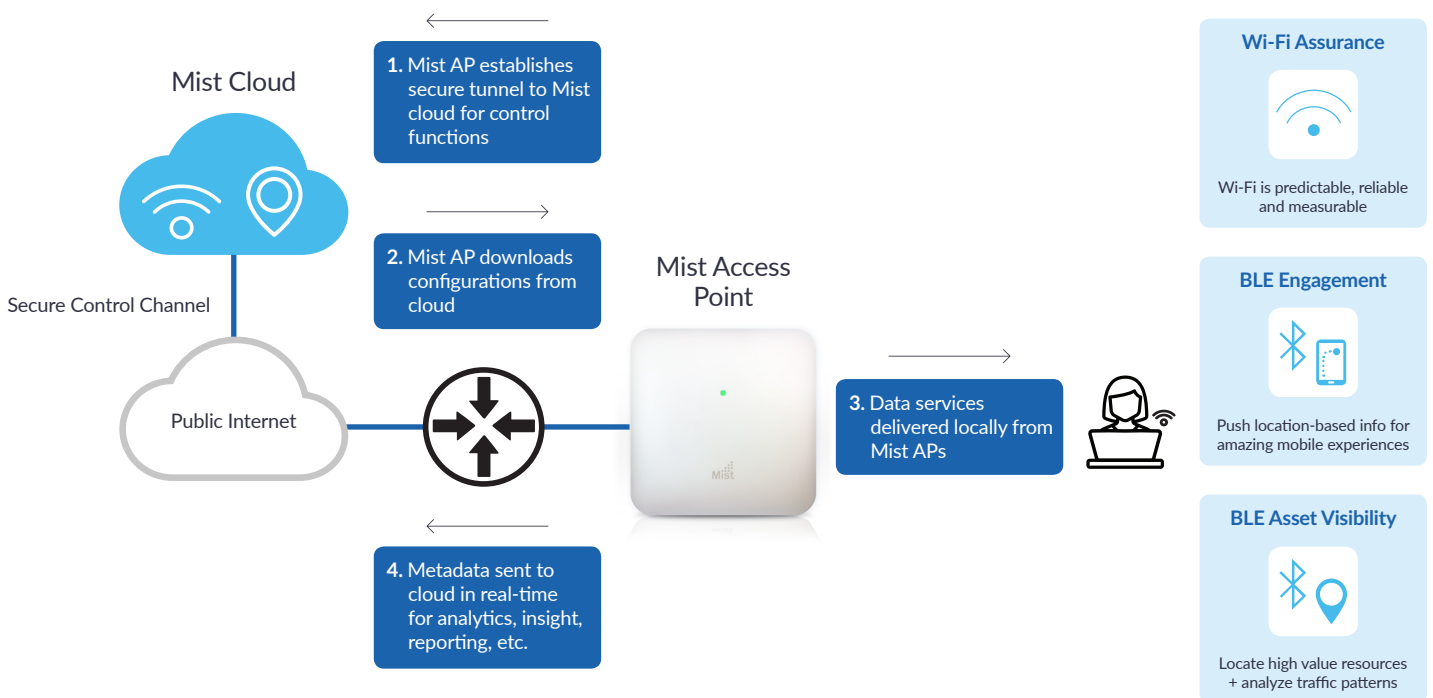 Mist Cloud
Secure Control Channel
Public Internet
1. Mist AP establishes
secure tunnel to Mist
cloud for control
functions
2. Mist AP downloads
configurations from
cloud
Mist Access
Point
Mist
3. Data services
delivered locally from
Mist APs
4. Metadata sent to
cloud in real-time
for analytics, insight,
reporting, etc.
Wi-Fi Assurance
Wi-Fi is predictable, reliable
and measurable
BLE Engagement
Push location-based info for
amazing mobile experiences
BLE Asset Visibility
Locate high value resources
+ analyze traffic patterns